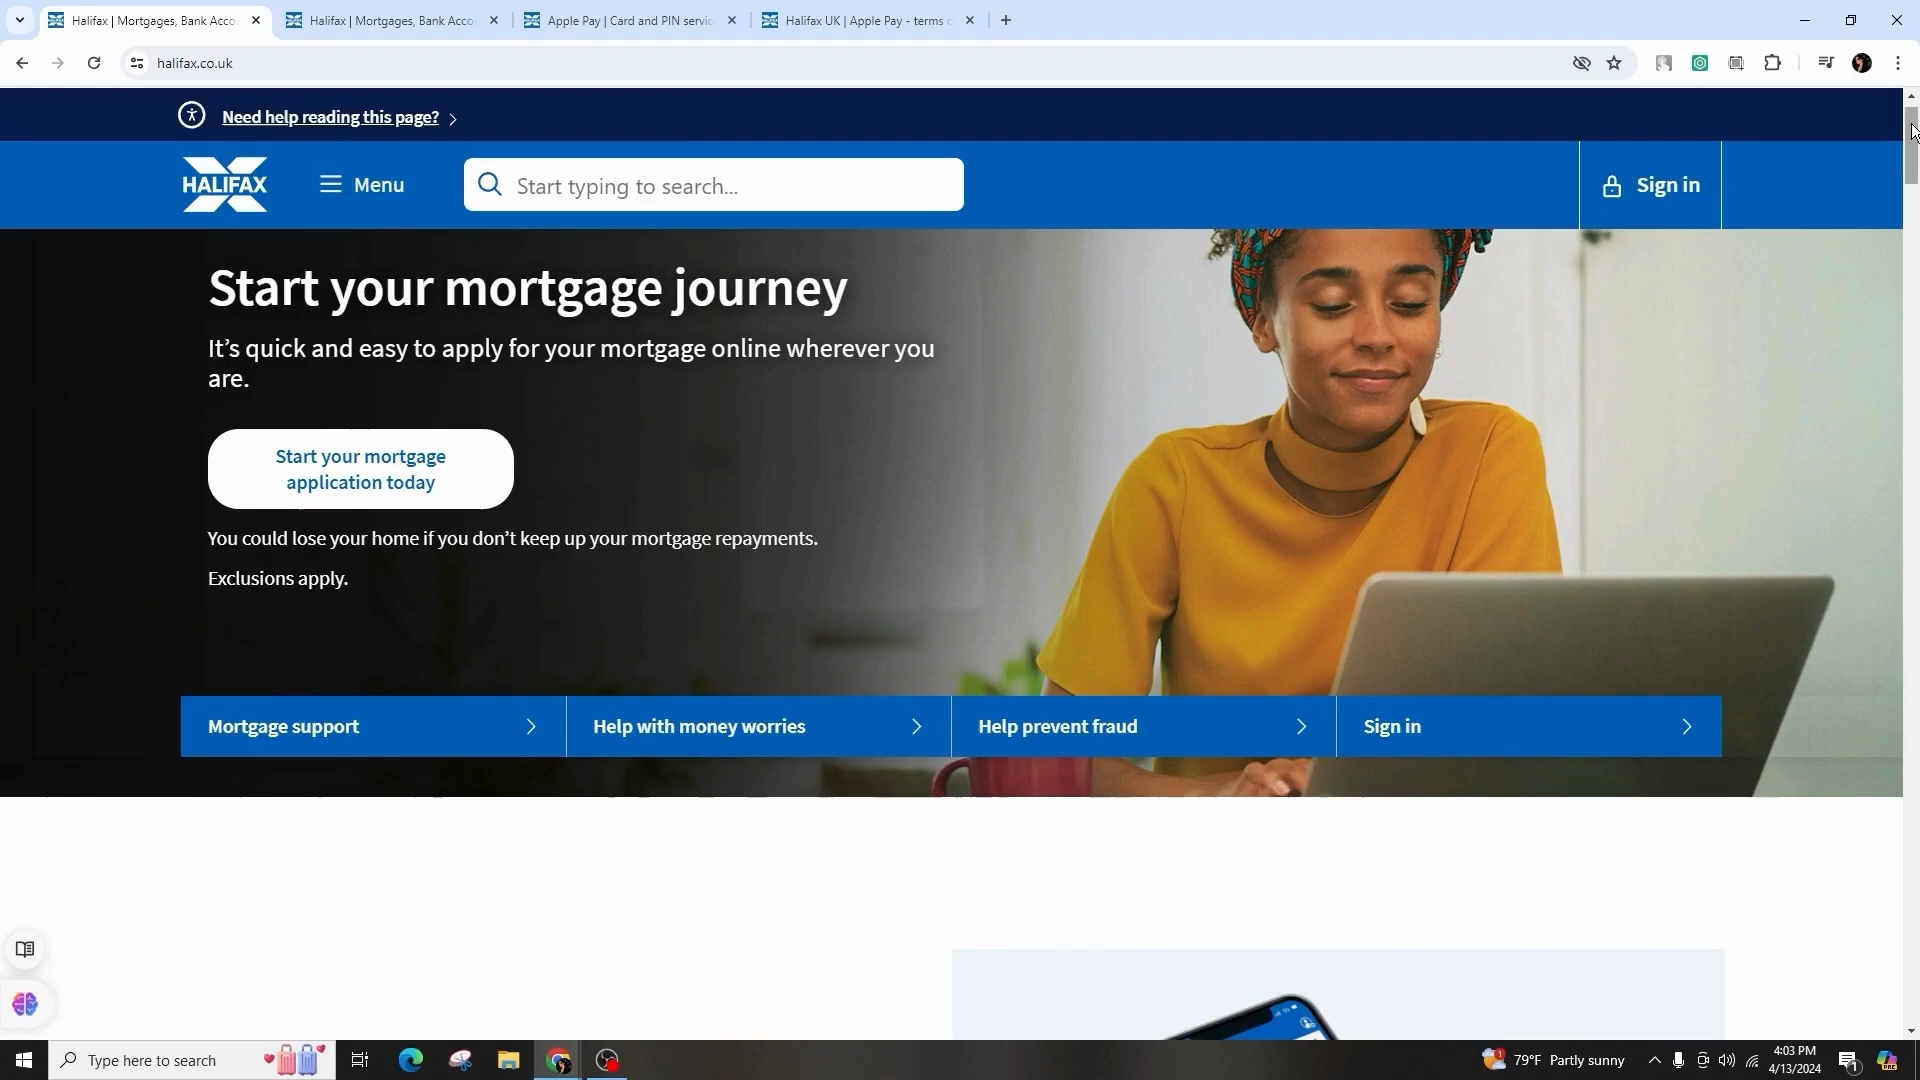 Halifax | Mortgages, Bank Acco
Halifax | Mortgages, Bank Acco
Apple Pay | Card and PIN servic
Halifax UK | Apple Pay - terms o
halifax.co.uk
Need help reading this page?
HALIFAX
Menu
Start typing to search...
Sign in
Start your mortgage journey
It's quick and easy to apply for your mortgage online wherever you
are.
Start your mortgage
application today
You could lose your home if you don't keep up your mortgage repayments.
Exclusions apply.
Mortgage support
Help with money worries
Help prevent fraud
Sign in
Type here to search
79°F Partly sunny
4:03 PM
4/13/2024